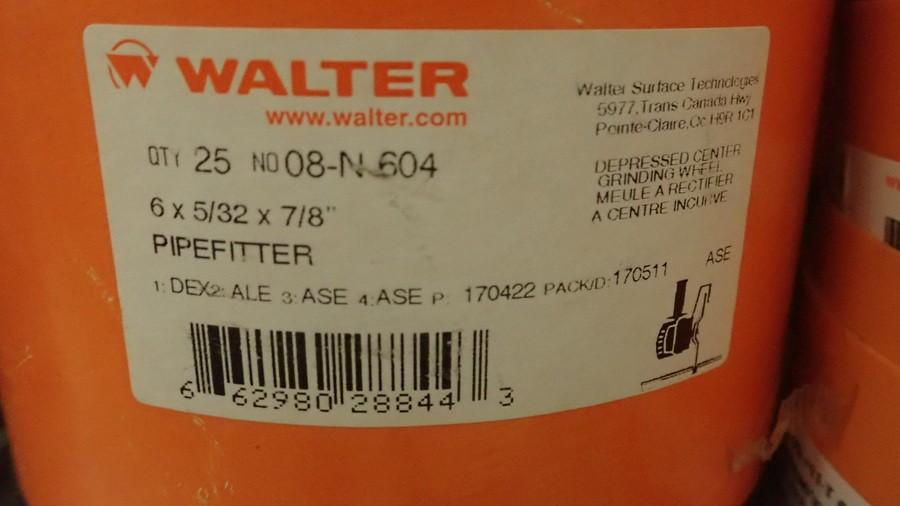 WALTER
www.walter.com
Walter Surface Technologies
5977,Trans Canada Hwy
Pointe-Claire,Qc H9R 1C1
QTY 25 NO 08-N 604
DEPRESSED CENTER
GRINDING WHEEL
MEULE A RECTIFIER
A CENTRE INCURVE
6 x 5/32 x 7/8"
PIPEFITTER
1: DEX2: ALE 3: ASE 4: ASE P: 170422 PACK/D: 170511 ASE
6 62980 28844 3